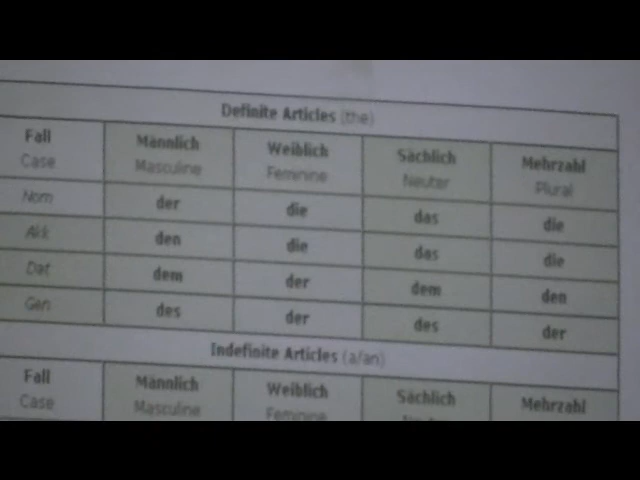 Definite Articles (the)
Fall Männlich Weiblich Sächlich Mehrzahl
Case Masculine Feminine Neuter Plural
Nom der die das die
Akk den die das die
Dat dem der dem den
Gen des der des der
Indefinite Articles (a/an)
Fall Männlich Weiblich Sächlich Mehrzahl
Case Masculine Feminine